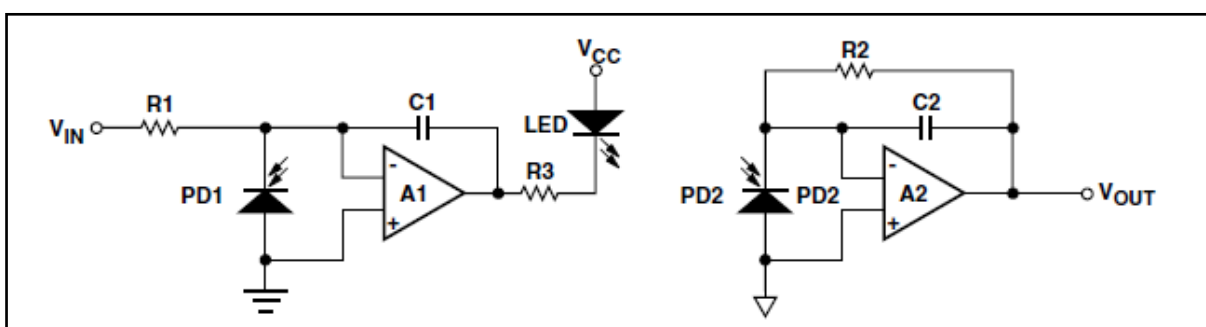 VCC
R2
R1
C1
C2
VIN
LED
R3
PD1
-
A1
+
PD2
PD2
-
A2
+
VOUT